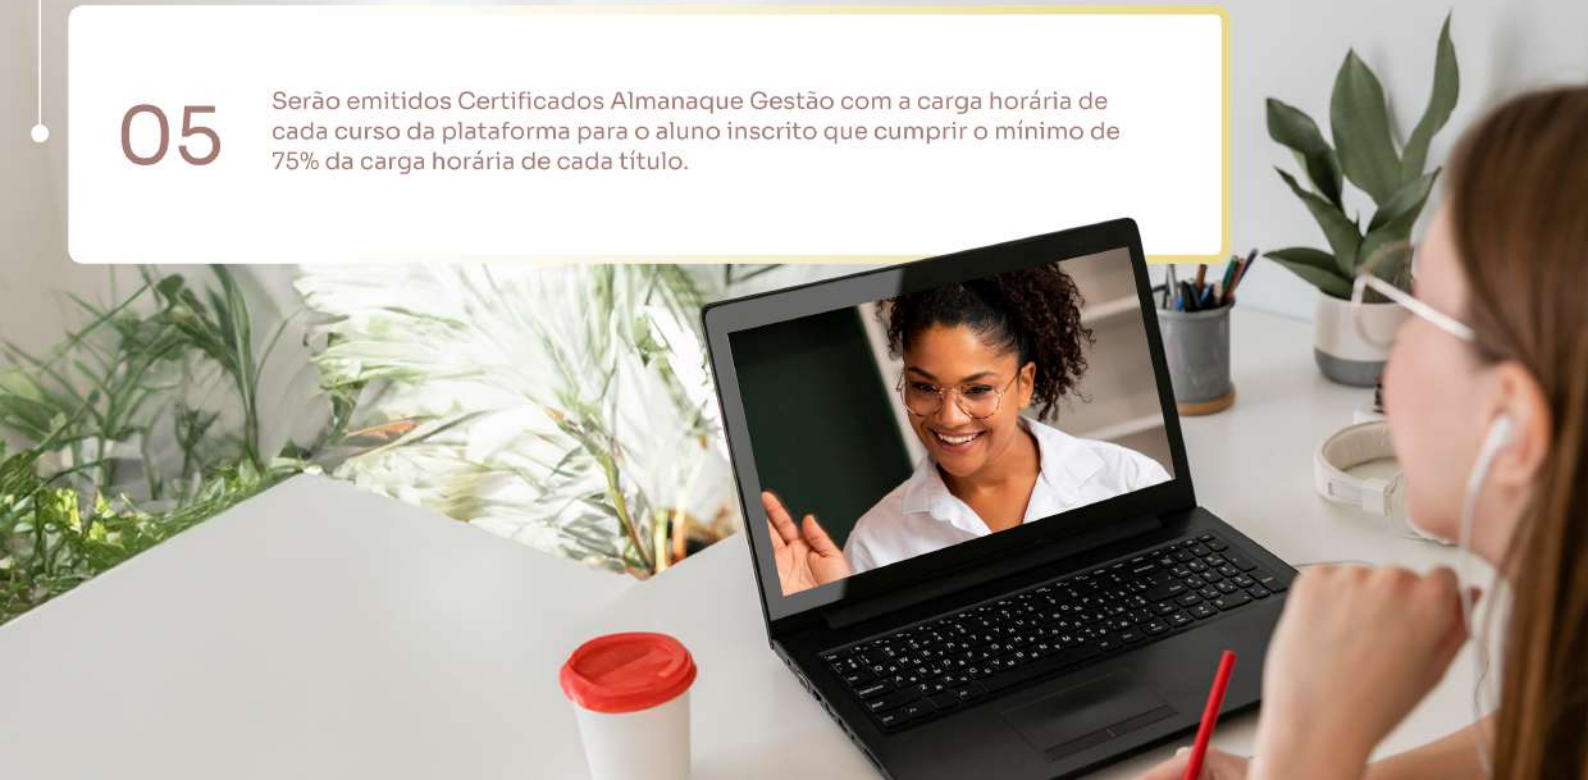 05
Serão emitidos Certificados Almanaque Gestão com a carga horária de
cada curso da plataforma para o aluno inscrito que cumprir o mínimo de
75% da carga horária de cada título.